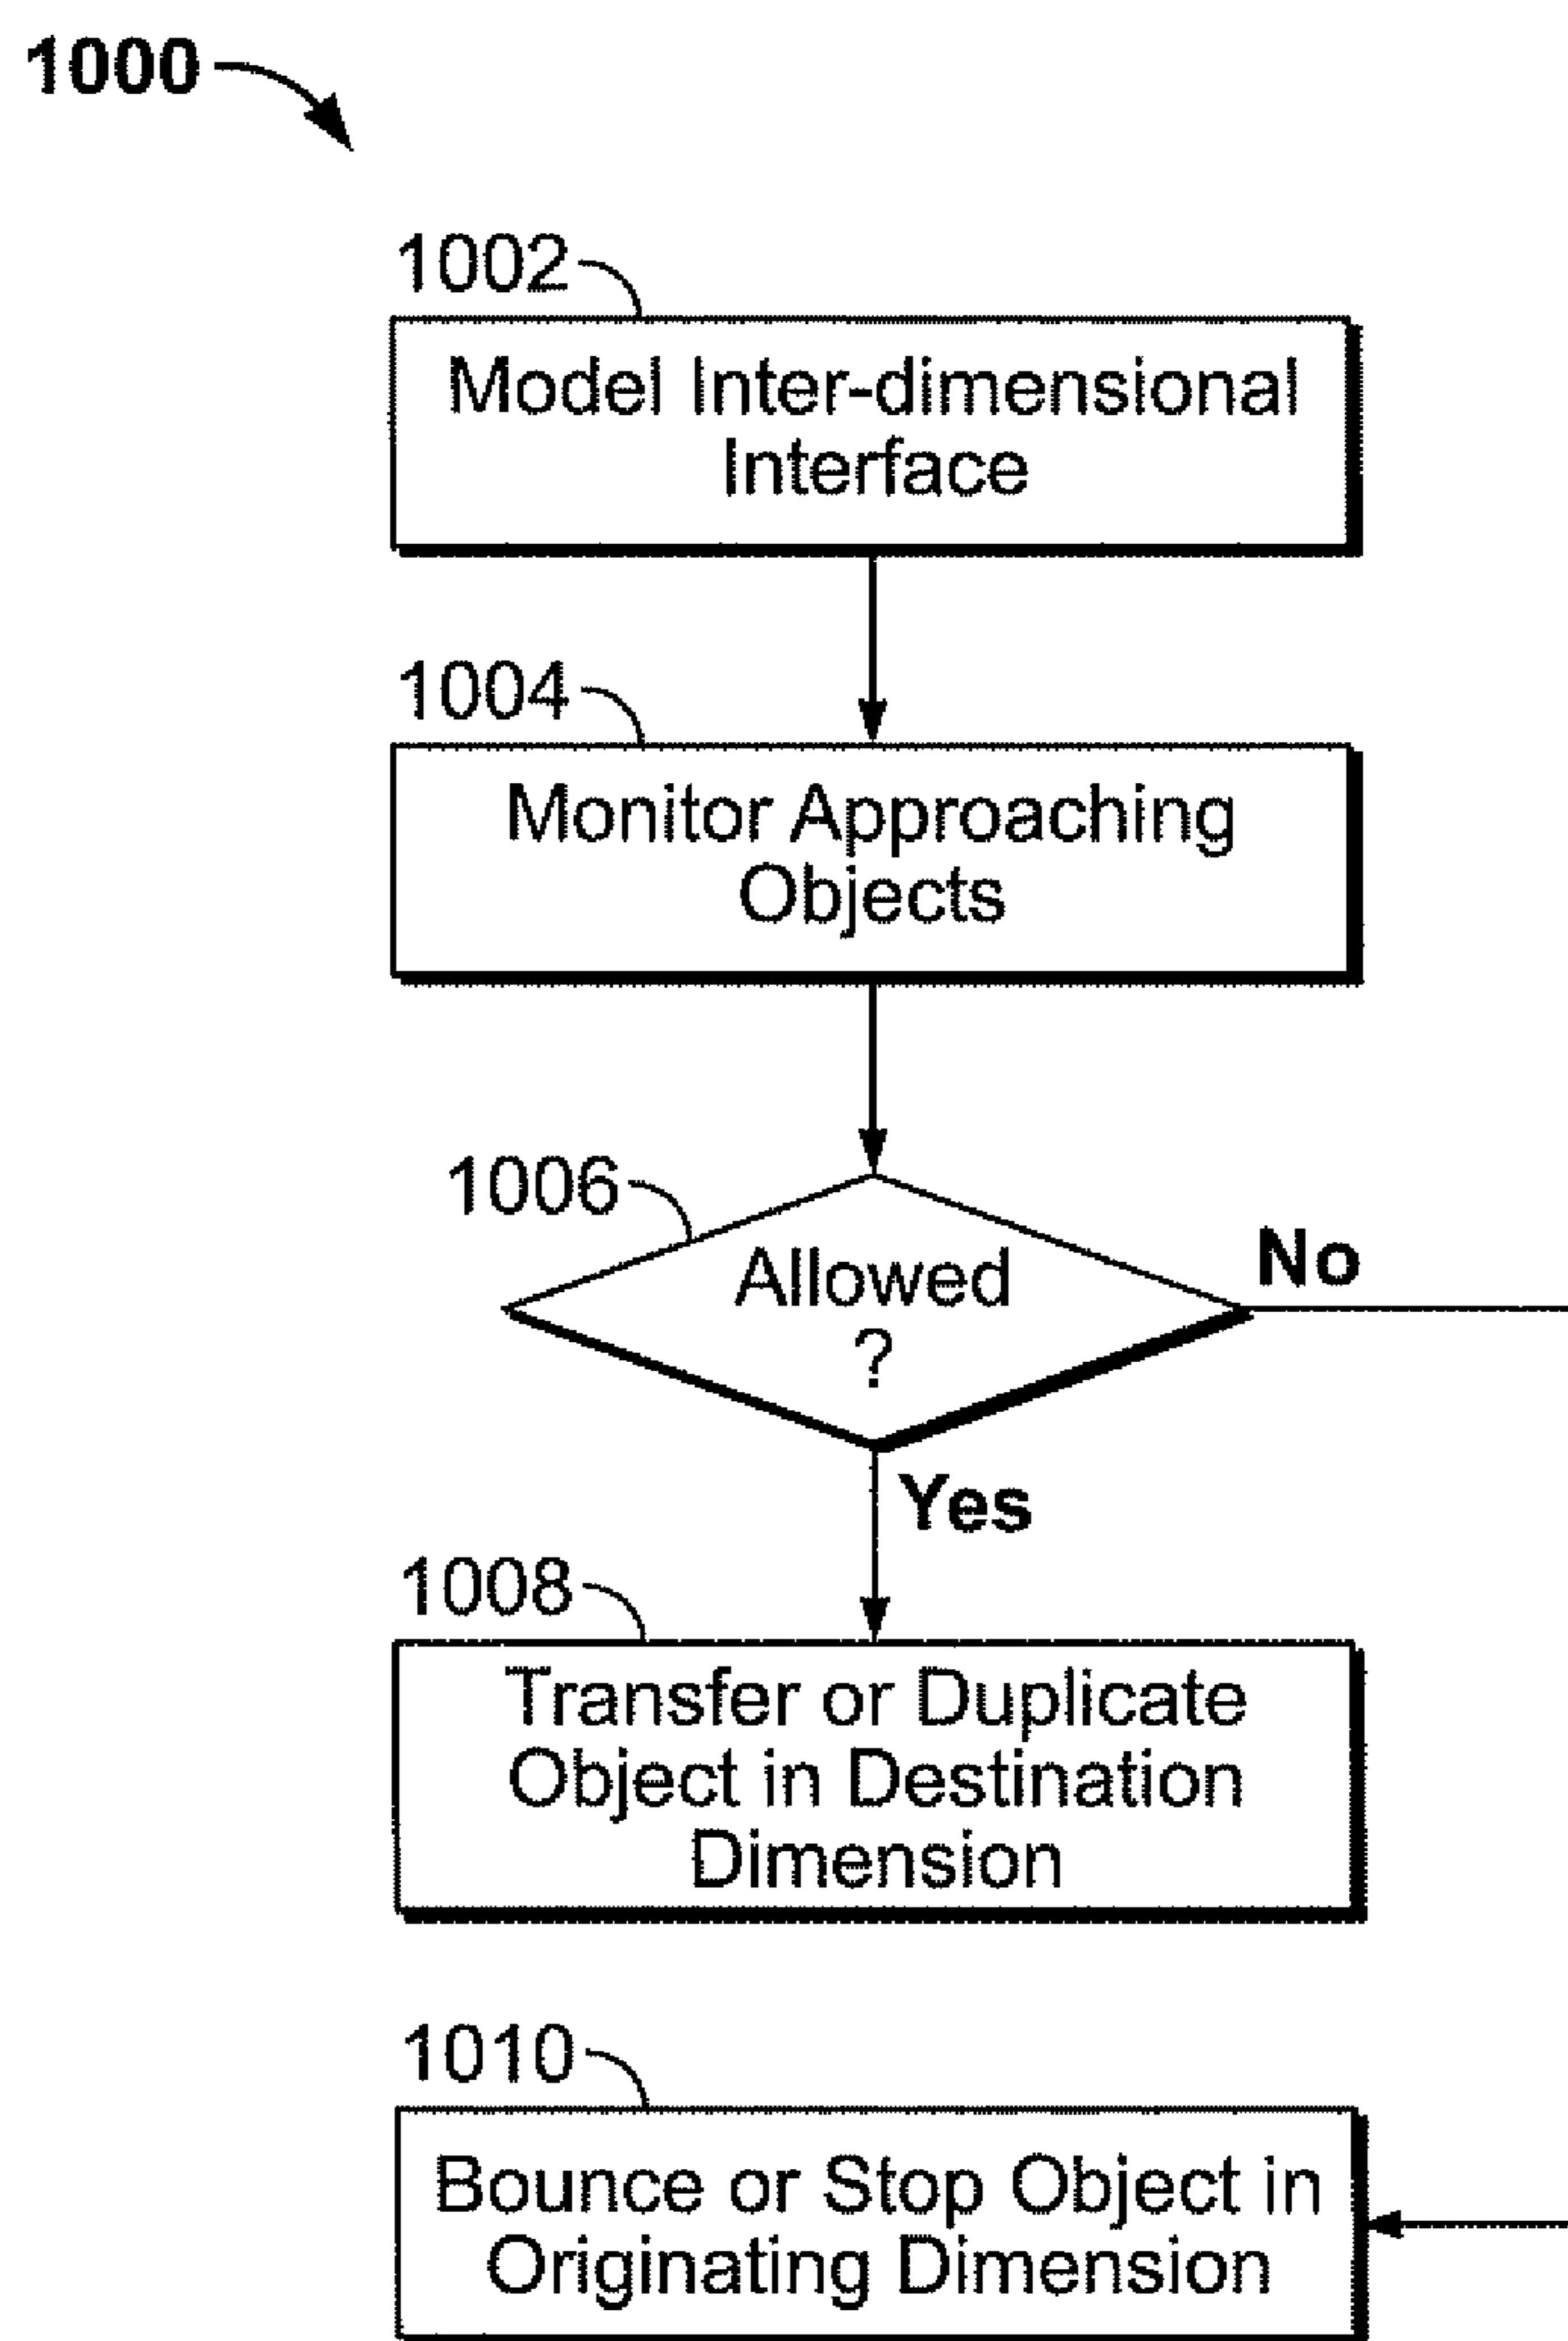 1000
1002
Model Inter-dimensional
Interface
1004
Monitor Approaching
Objects
1006
Allowed
?
No
Yes
1008
Transfer or Duplicate
Object in Destination
Dimension
1010
Bounce or Stop Object in
Originating Dimension